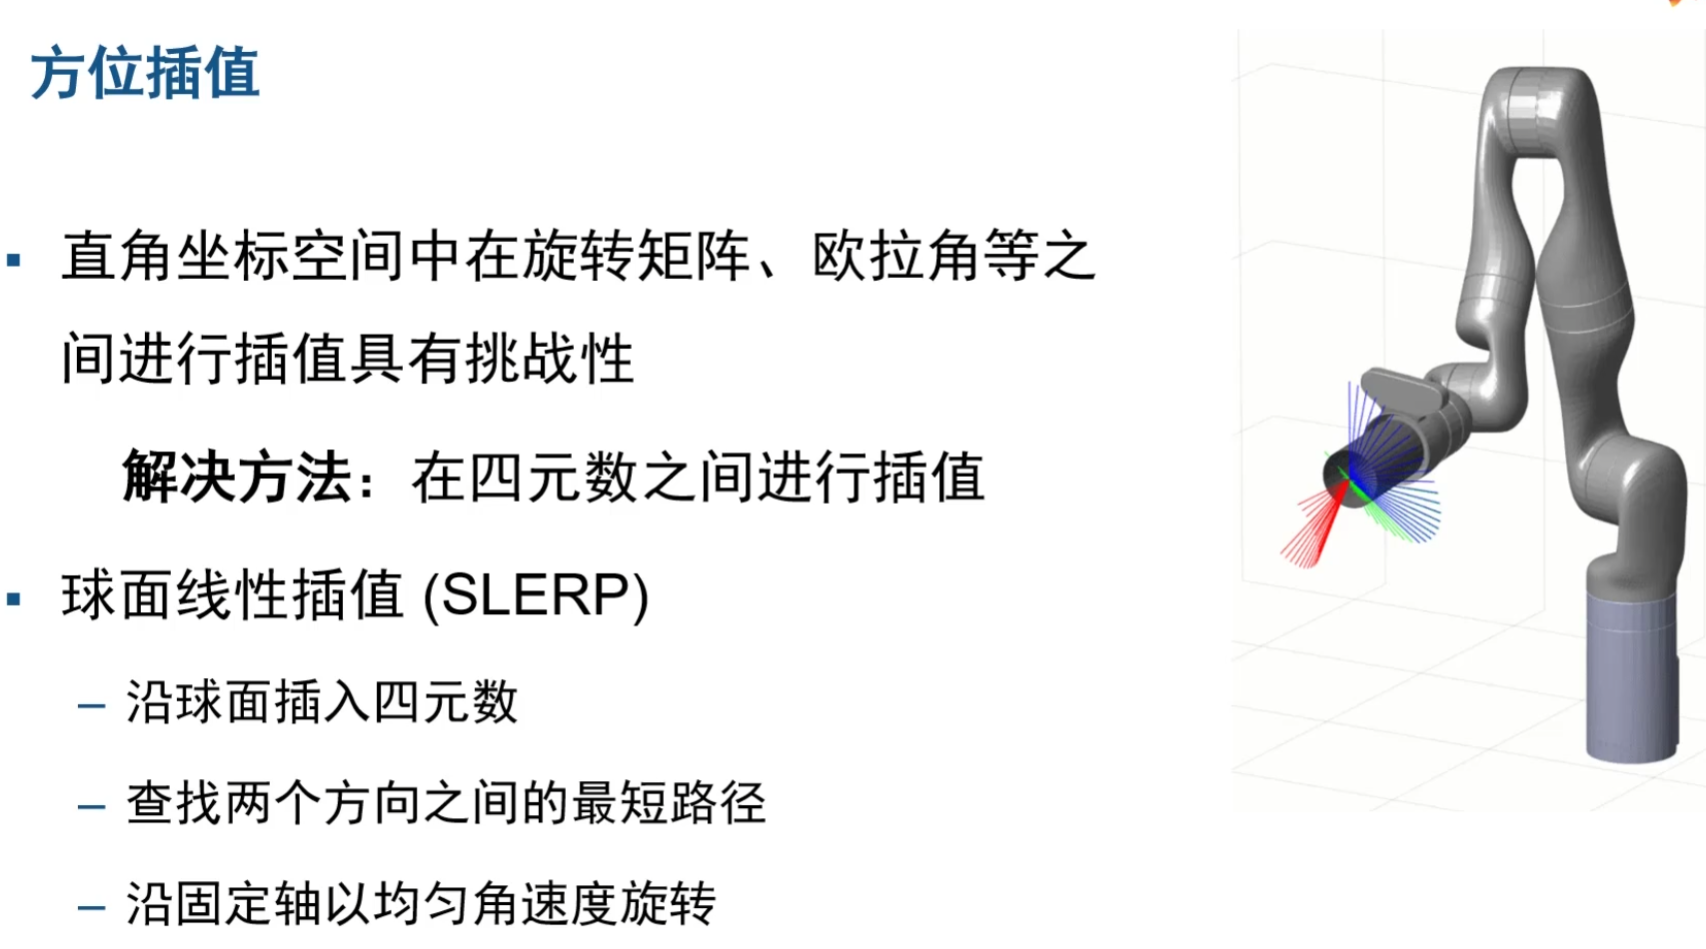 方位插值
▪ 直角坐标空间中在旋转矩阵、欧拉角等之
间进行插值具有挑战性
解决方法：在四元数之间进行插值
▪ 球面线性插值 (SLERP)
– 沿球面插入四元数
– 查找两个方向之间的最短路径
– 沿固定轴以均匀角速度旋转